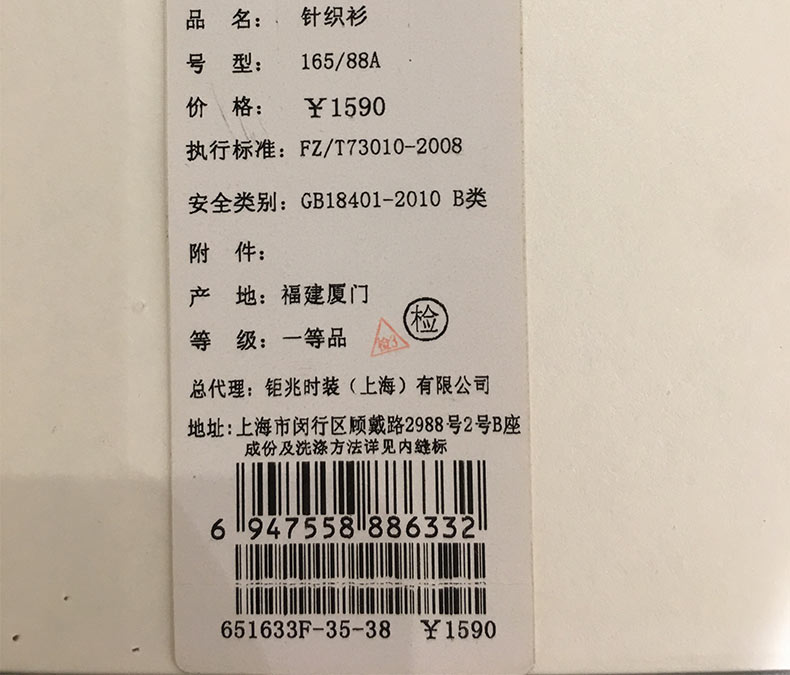 品 名： 针织衫
号 型： 165/88A
价 格： ￥1590
执行标准：FZ/T73010-2008
安全类别：GB18401-2010 B类
附 件：
产 地：福建厦门
等 级：一等品
检3
检
总代理：钜兆时装（上海）有限公司
地址：上海市闵行区顾戴路2988号2号B座
成份及洗涤方法详见内缝标
6 947558 886332
651633F-35-38 ￥1590